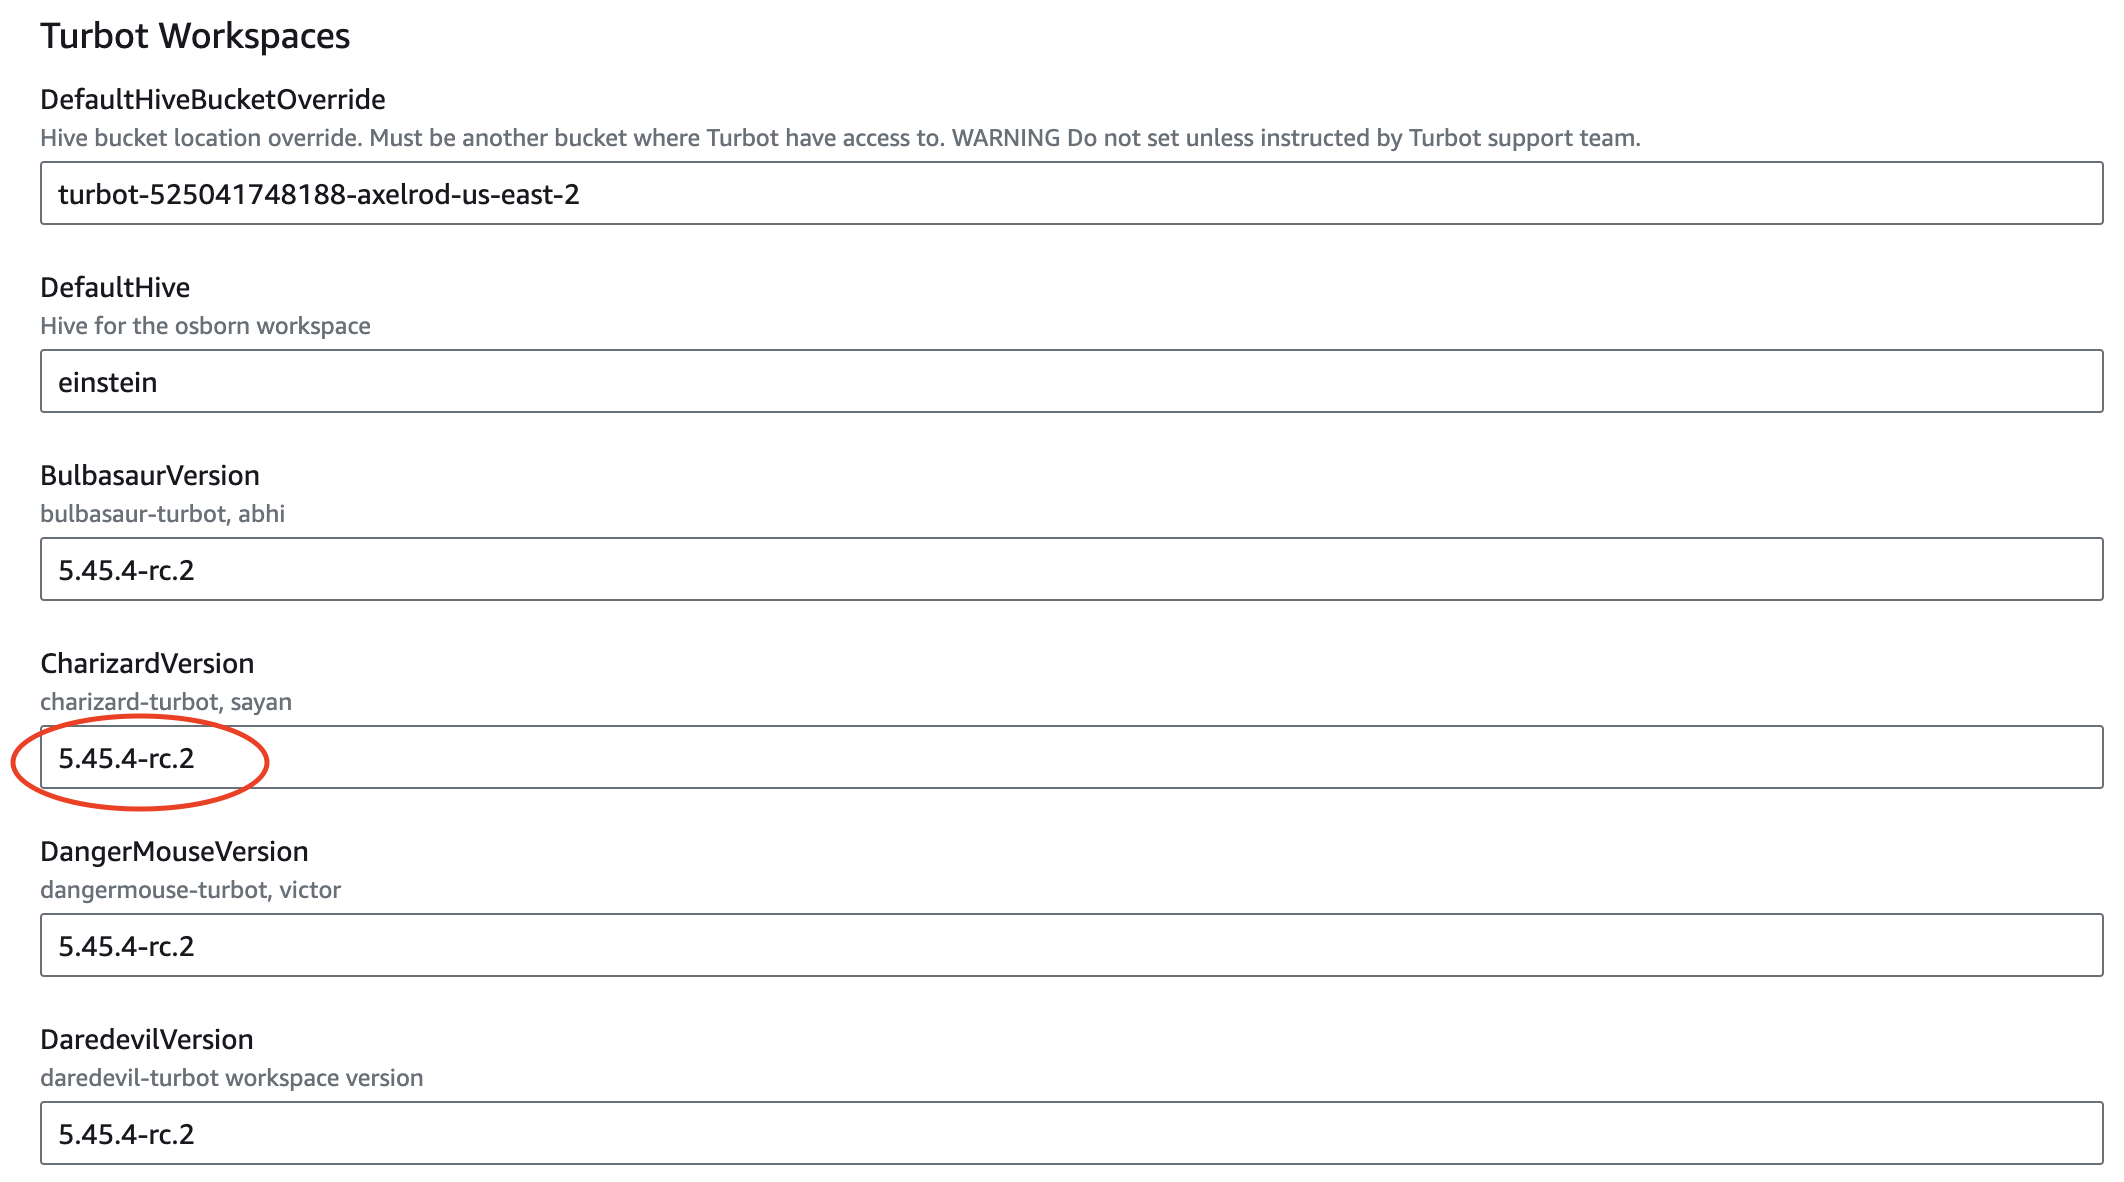 Turbot Workspaces
DefaultHiveBucketOverride
Hive bucket location override. Must be another bucket where Turbot have access to. WARNING Do not set unless instructed by Turbot support team.
turbot-525041748188-axelrod-us-east-2
DefaultHive
Hive for the osborn workspace
einstein
BulbasaurVersion
bulbasaur-turbot, abhi
5.45.4-rc.2
CharizardVersion
charizard-turbot, sayan
5.45.4-rc.2
DangerMouseVersion
dangermouse-turbot, victor
5.45.4-rc.2
DaredevilVersion
daredevil-turbot workspace version
5.45.4-rc.2